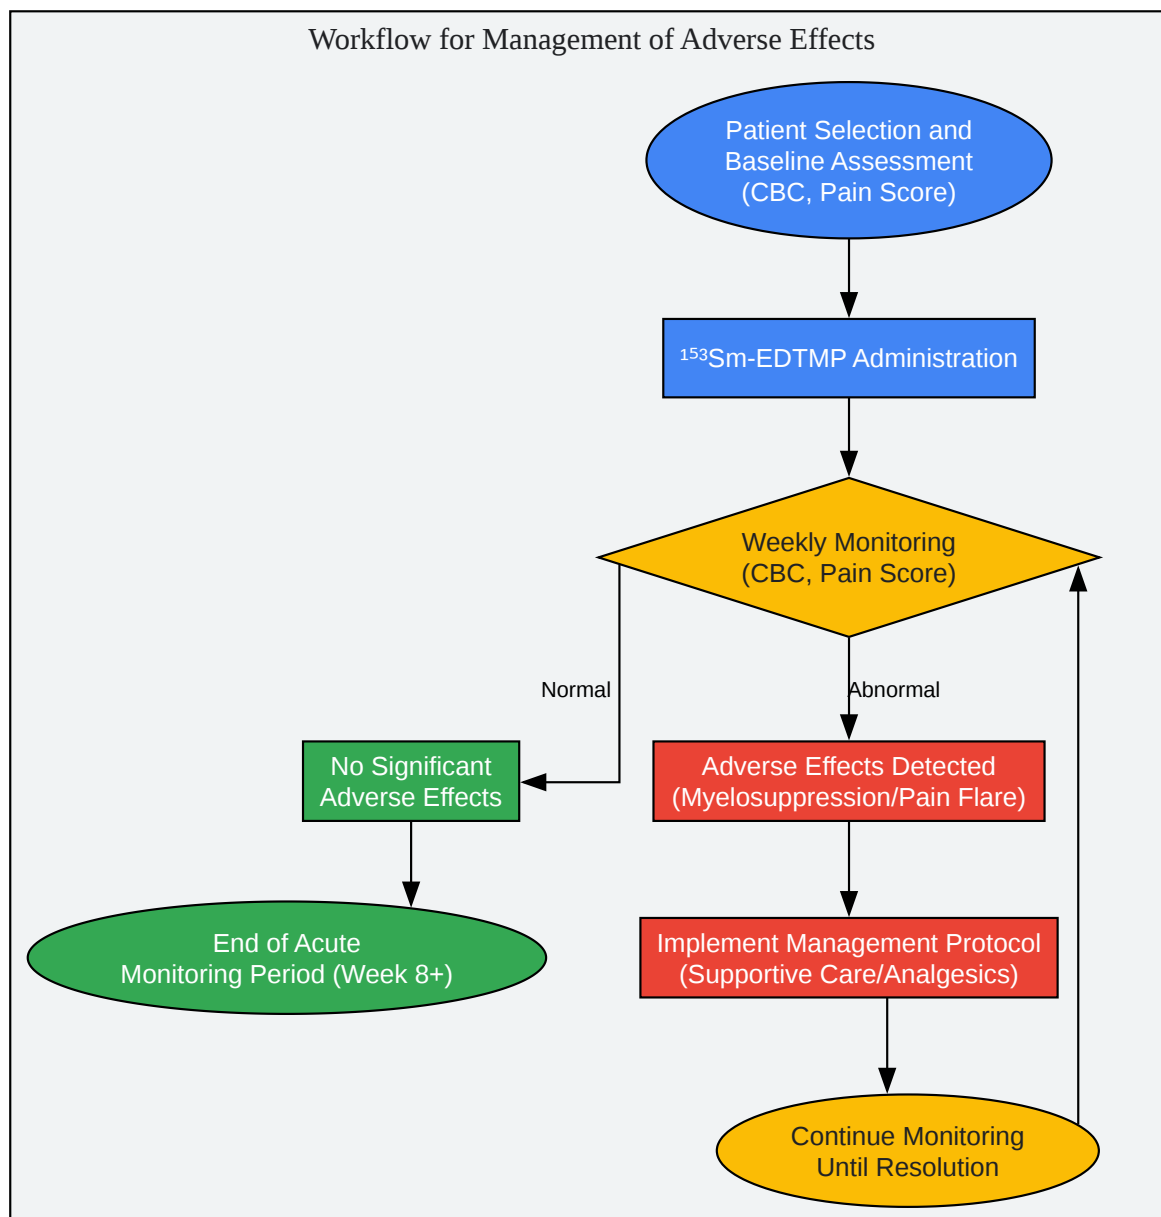 Workflow for Management of Adverse Effects
Patient Selection and
Baseline Assessment
(CBC, Pain Score)
¹⁵³Sm-EDTMP Administration
Weekly Monitoring
(CBC, Pain Score)
Normal
Abnormal
No Significant
Adverse Effects
Adverse Effects Detected
(Myelosuppression/Pain Flare)
End of Acute
Monitoring Period (Week 8+)
Implement Management Protocol
(Supportive Care/Analgesics)
Continue Monitoring
Until Resolution